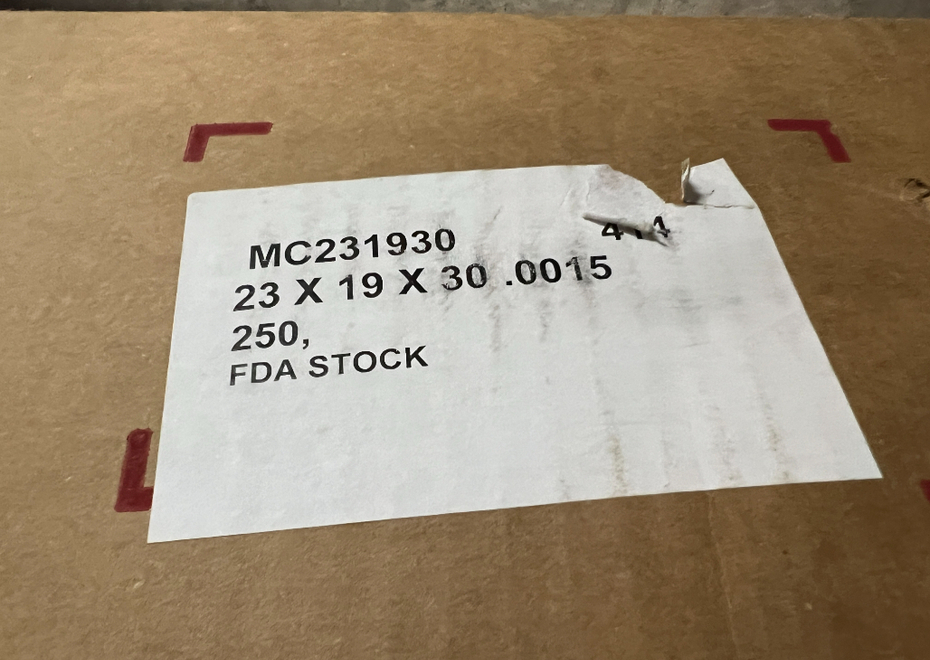 MC231930
23 X 19 X 30 .0015
250,
FDA STOCK